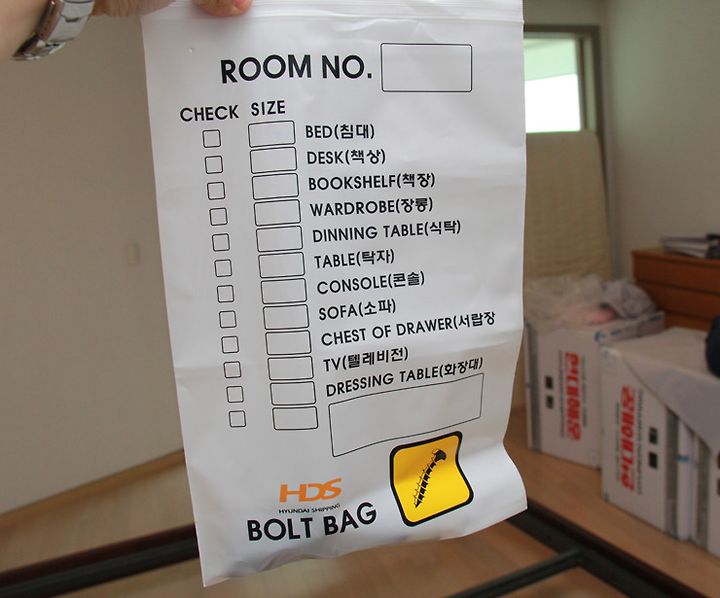 ROOM NO.
CHECK SIZE
BED(침대)
DESK(책상)
BOOKSHELF(책장)
WARDROBE(장롱)
DINNING TABLE(식탁)
TABLE(탁자)
CONSOLE(콘솔)
SOFA(소파)
CHEST OF DRAWER(서랍장
TV(텔레비전)
DRESSING TABLE(화장대)
HDS
HYUNDAI SHIPPING
BOLT BAG